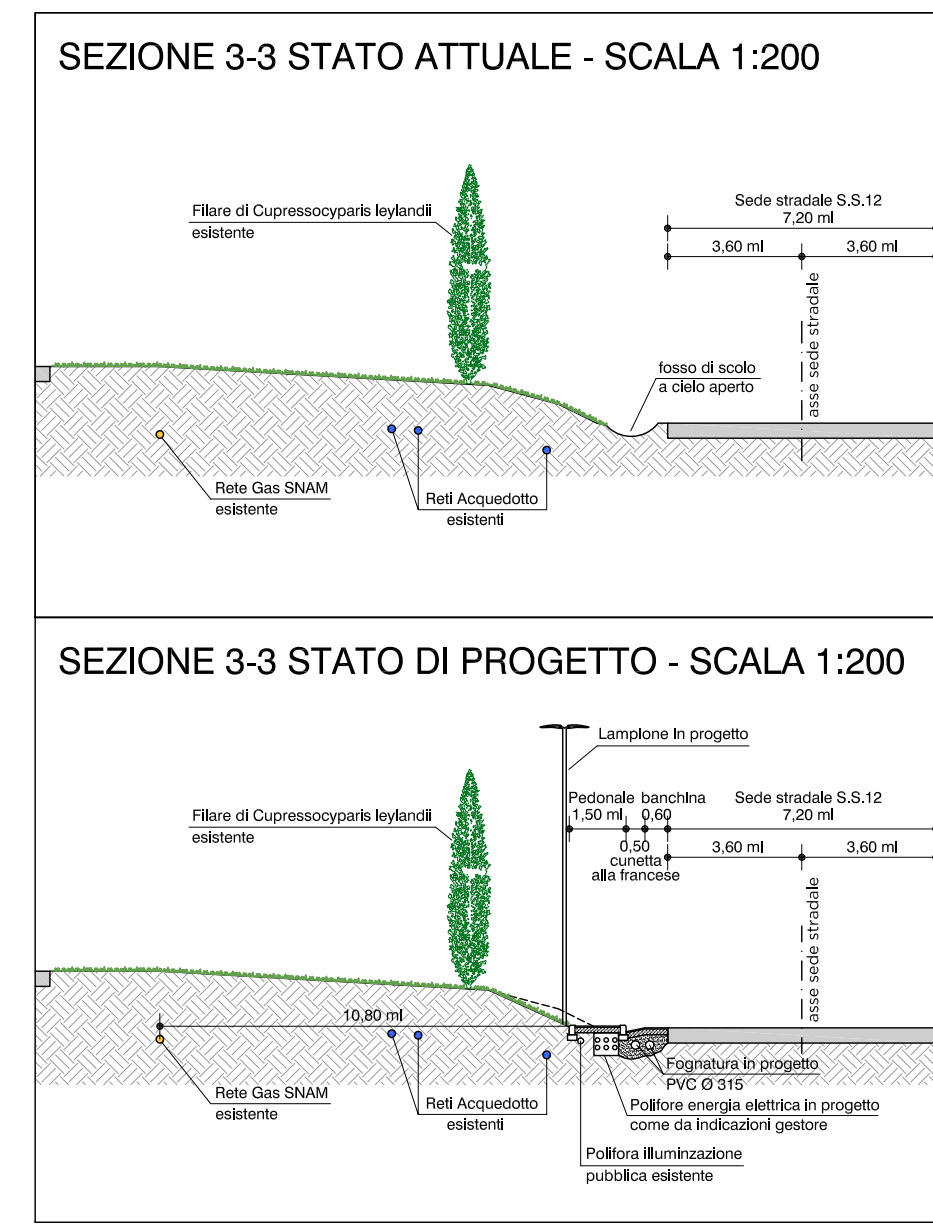 SEZIONE 3-3 STATO ATTUALE - SCALA 1:200
Filare di Cupressocyparis leylandii
esistente
Sede stradale S.S.12
7,20 ml
3,60 ml
3,60 ml
asse sede stradale
fosso di scolo
a cielo aperto
Rete Gas SNAM
esistente
Reti Acquedotto
esistenti
SEZIONE 3-3 STATO DI PROGETTO - SCALA 1:200
Lampione in progetto
Filare di Cupressocyparis leylandii
esistente
Pedonale banchina
1,50 ml
0,60
0,50
cunetta
alla francese
Sede stradale S.S.12
7,20 ml
3,60 ml
3,60 ml
asse sede stradale
10,80 ml
Rete Gas SNAM
esistente
Reti Acquedotto
esistenti
Fognatura in progetto
PVC Ø 315
Polifore energia elettrica in progetto
come da indicazioni gestore
Polifora illuminzazione
pubblica esistente